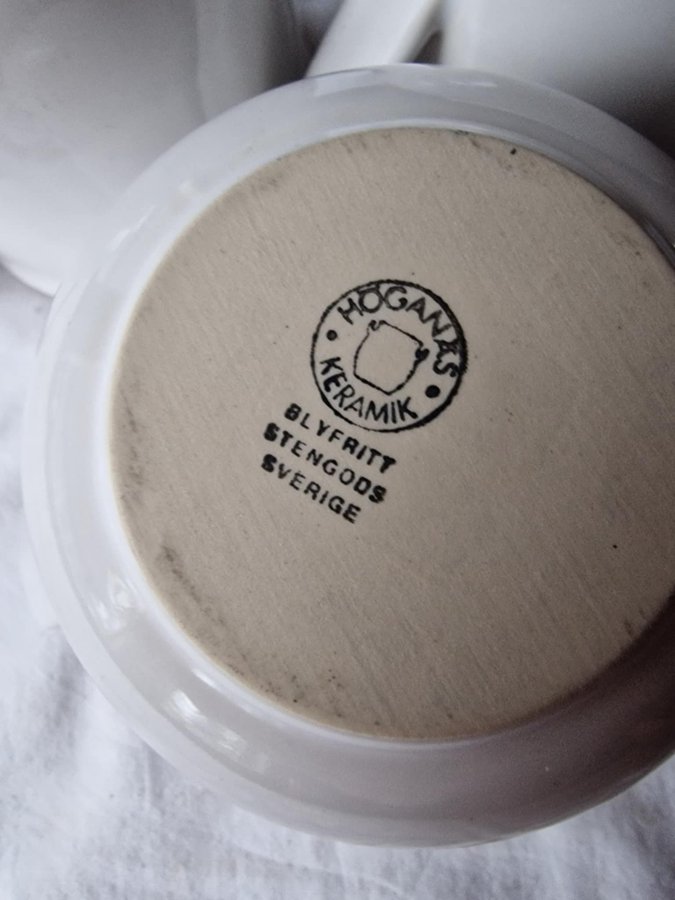 HÖGANÄS
KERAMIK
BLYFRITT
STENGODS
SVERIGE